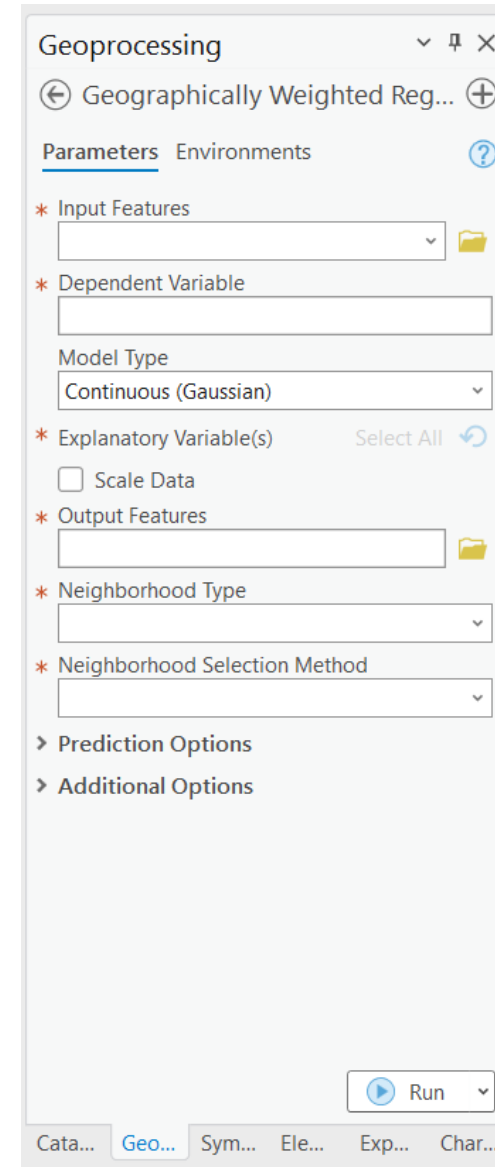 Geoprocessing
Geographically Weighted Reg...
Parameters Environments
* Input Features
* Dependent Variable
Model Type
Continuous (Gaussian)
* Explanatory Variable(s) Select All
Scale Data
* Output Features
* Neighborhood Type
* Neighborhood Selection Method
> Prediction Options
> Additional Options
Run
Cata... Geo... Sym... Ele... Exp... Char...